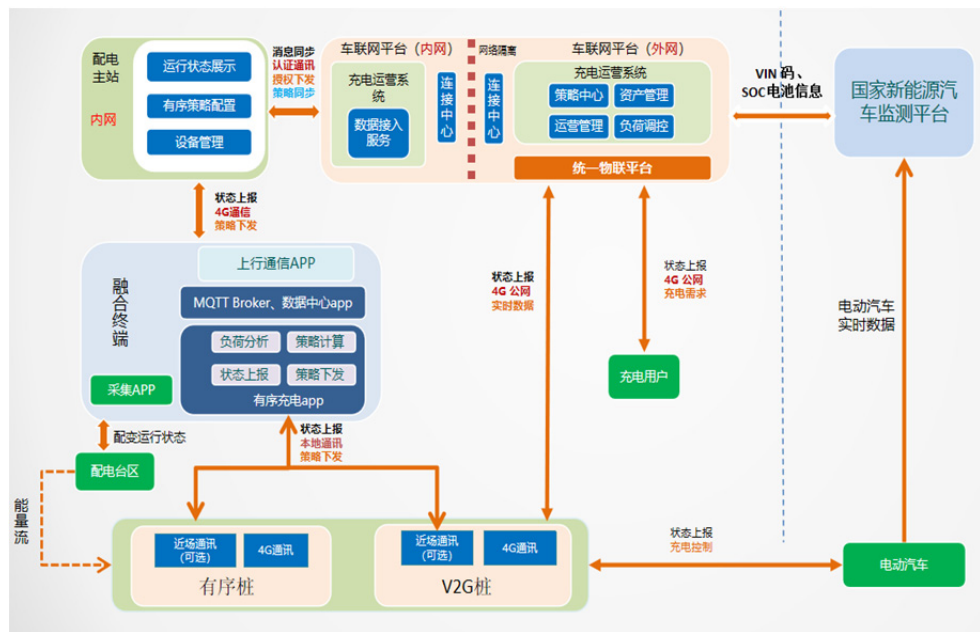 配电
主站
内网
运行状态展示
有序策略配置
设备管理
消息同步
认证通讯
授权下发
策略同步
车联网平台（内网）
充电运营系
统
数据接入
服务
连接中心
网络隔离
连接中心
车联网平台（外网）
充电运营系统
策略中心
资产管理
运营管理
负荷调控
统一物联平台
VIN 码、
SOC电池信息
国家新能源汽
车监测平台
状态上报
4G通信
策略下发
融合终端
上行通信APP
MQTT Broker、数据中心app
负荷分析
策略计算
状态上报
策略下发
有序充电app
采集APP
状态上报
4G 公网
实时数据
状态上报
4G 公网
充电需求
充电用户
电动汽车
实时数据
配变运行状态
配电台区
能量流
状态上报
本地通讯
策略下发
近场通讯
(可选)
4G通讯
有序桩
近场通讯
(可选)
4G通讯
V2G桩
状态上报
充电控制
电动汽车